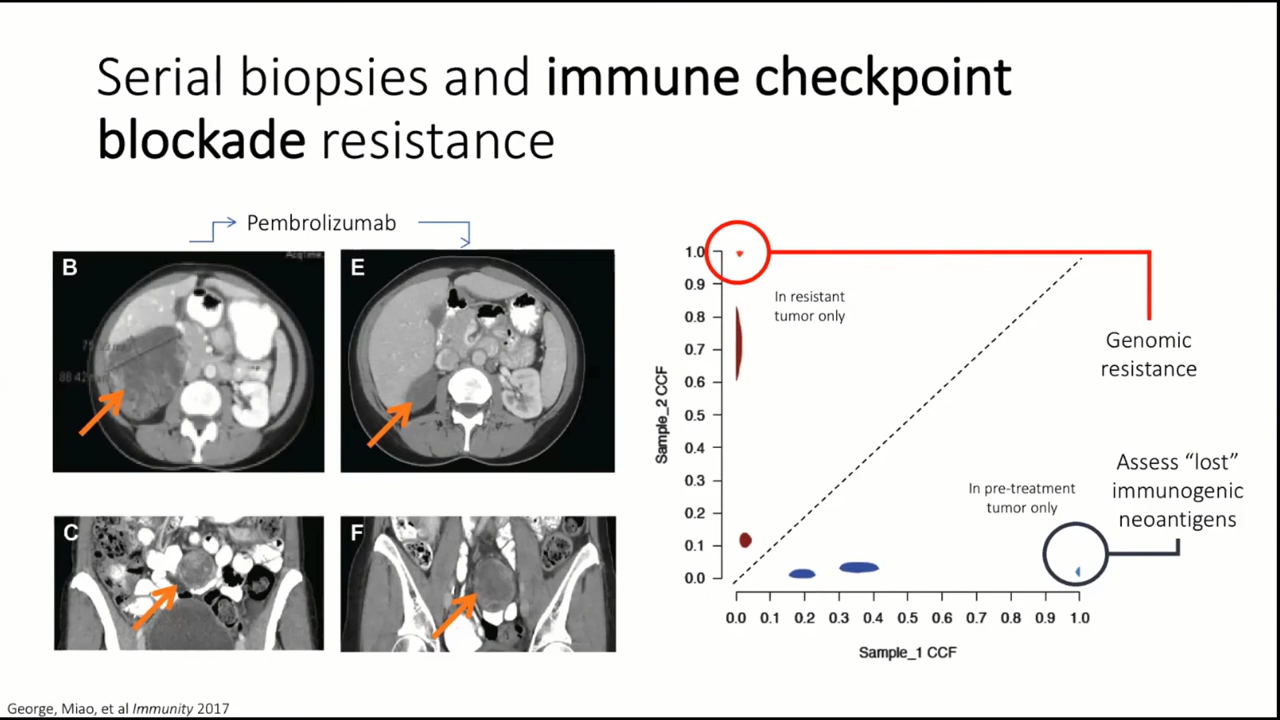 Serial biopsies and immune checkpoint
blockade resistance
Pembrolizumab
B
E
C
F
Sample_2 CCF
1.0
0.9
0.8
0.7
0.6
0.5
0.4
0.3
0.2
0.1
0.0
In resistant
tumor only
Genomic
resistance
Assess “lost”
immunogenic
neoantigens
In pre-treatment
tumor only
0.0 0.1 0.2 0.3 0.4 0.5 0.6 0.7 0.8 0.9 1.0
Sample_1 CCF
George, Miao, et al Immunity 2017